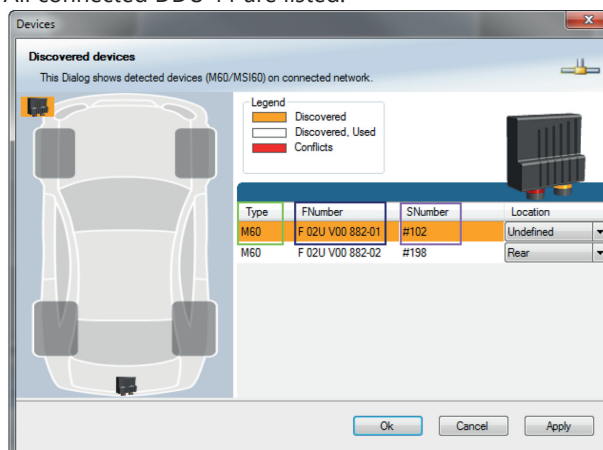 All connected DDU 11 are listed.
Devices
Discovered devices
This Dialog shows detected devices (M60/MSI60) on connected network.
Legend
Discovered
Discovered, Used
Conflicts
Type FNumber SNumber Location
M60 F 02U V00 882-01 #102 Undefined
M60 F 02U V00 882-02 #198 Rear
Ok Cancel Apply